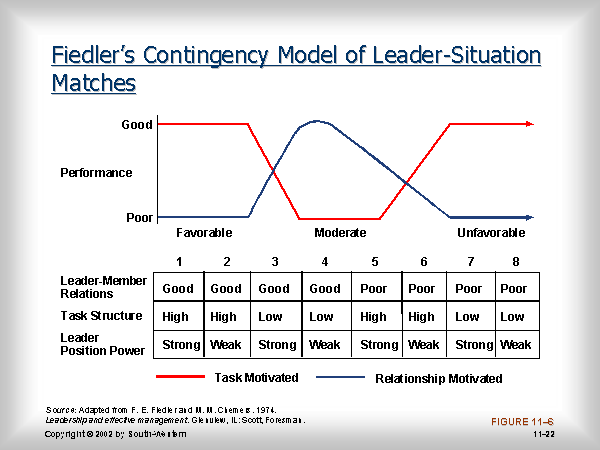 Fiedler's Contingency Model of Leader-Situation
Matches
Good
Performance
Poor
Favorable Moderate Unfavorable
1 2 3 4 5 6 7 8
Leader-Member
Relations
Good Good Good Good Poor Poor Poor Poor
Task Structure High High Low Low High High Low Low
Leader
Position Power
Strong Weak Strong Weak Strong Weak Strong Weak
Task Motivated Relationship Motivated
Source: Adapted from F. E. Fiedler and M. M. Chemers. 1974.
Leadership and effective management. Glenview, IL: Scott, Foresman.
FIGURE 11–6
Copyright © 2002 by South-Western 11–22